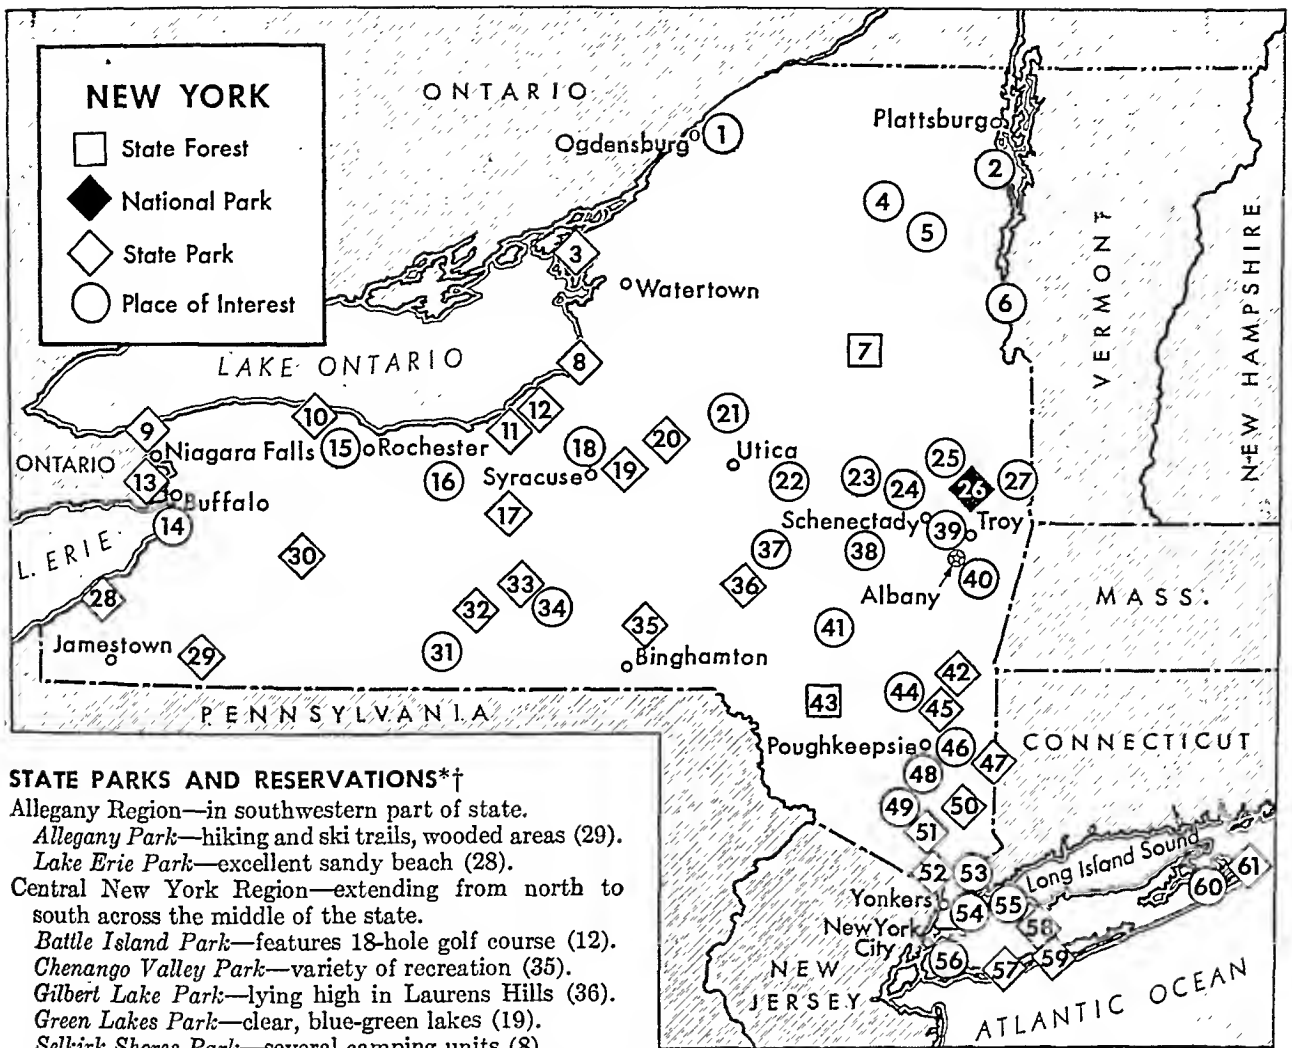 NEW YORK
State Forest
National Park
State Park
Place of Interest
ONTARIO
Ogdensburg
1
Plattsburg
2
4
5
3
Watertown
6
VERMONT
NEW HAMPSHIRE
7
LAKE ONTARIO
8
9
10
11
12
21
ONTARIO
Niagara Falls
15
Rochester
18
20
Utica
25
13
16
Syracuse
19
22
23
24
26
27
Buffalo
14
17
Schenectady
39
Troy
L. ERIE
30
37
38
Albany
40
MASS.
28
33
34
36
32
35
41
Jamestown
29
31
Binghamton
42
PENNSYLVANIA
43
44
45
Poughkeepsie
46
47
CONNECTICUT
48
49
50
51
52
53
Long Island Sound
61
60
Yonkers
54
55
New York
City
58
56
57
59
NEW
JERSEY
ATLANTIC OCEAN
STATE PARKS AND RESERVATIONS*†
Allegany Region—in southwestern part of state.
Allegany Park—hiking and ski trails, wooded areas (29).
Lake Erie Park—excellent sandy beach (28).
Central New York Region—extending from north to
south across the middle of the state.
Battle Island Park—features 18-hole golf course (12).
Chenango Valley Park—variety of recreation (35).
Gilbert Lake Park—lying high in Laurens Hills (36).
Green Lakes Park—clear, blue-green lakes (19).
Selkirk Shores Park—several camping units (8).